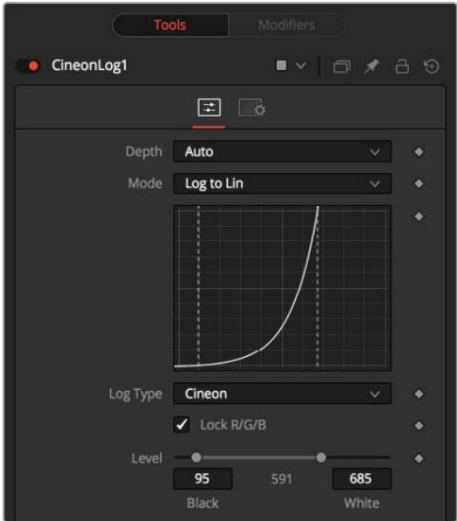 Tools Modifiers
CineonLog1
Depth Auto
Mode Log to Lin
Log Type Cineon
Lock R/G/B
Level
95 591 685
Black White